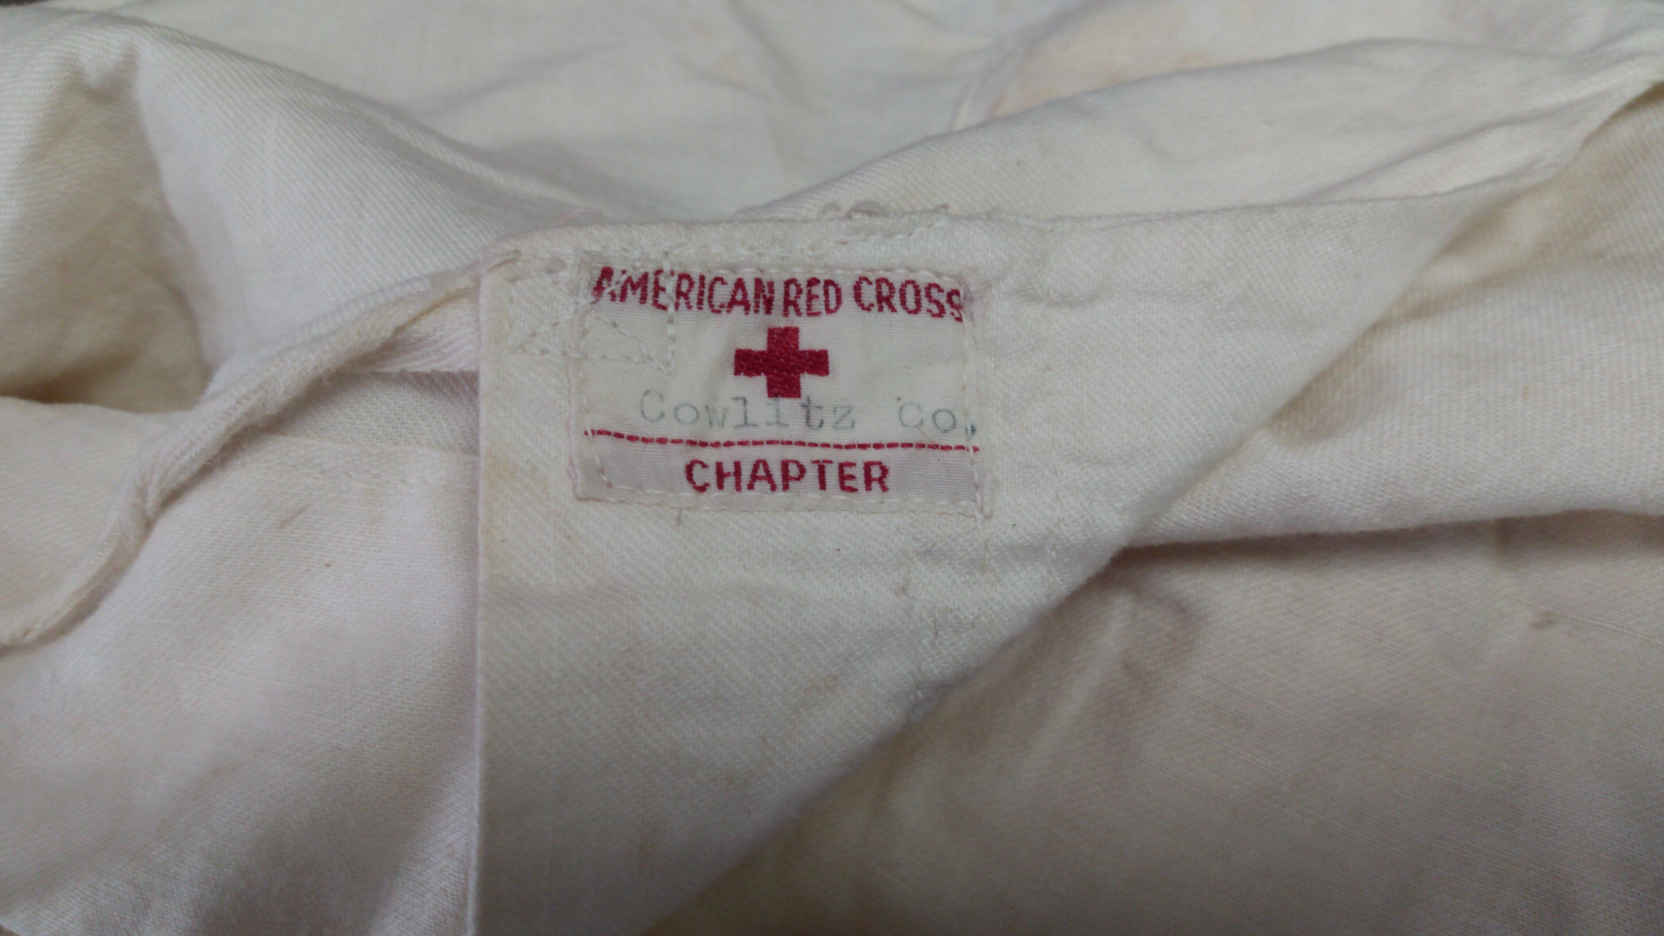 AMERICAN RED CROSS
Cowlitz Co.
CHAPTER